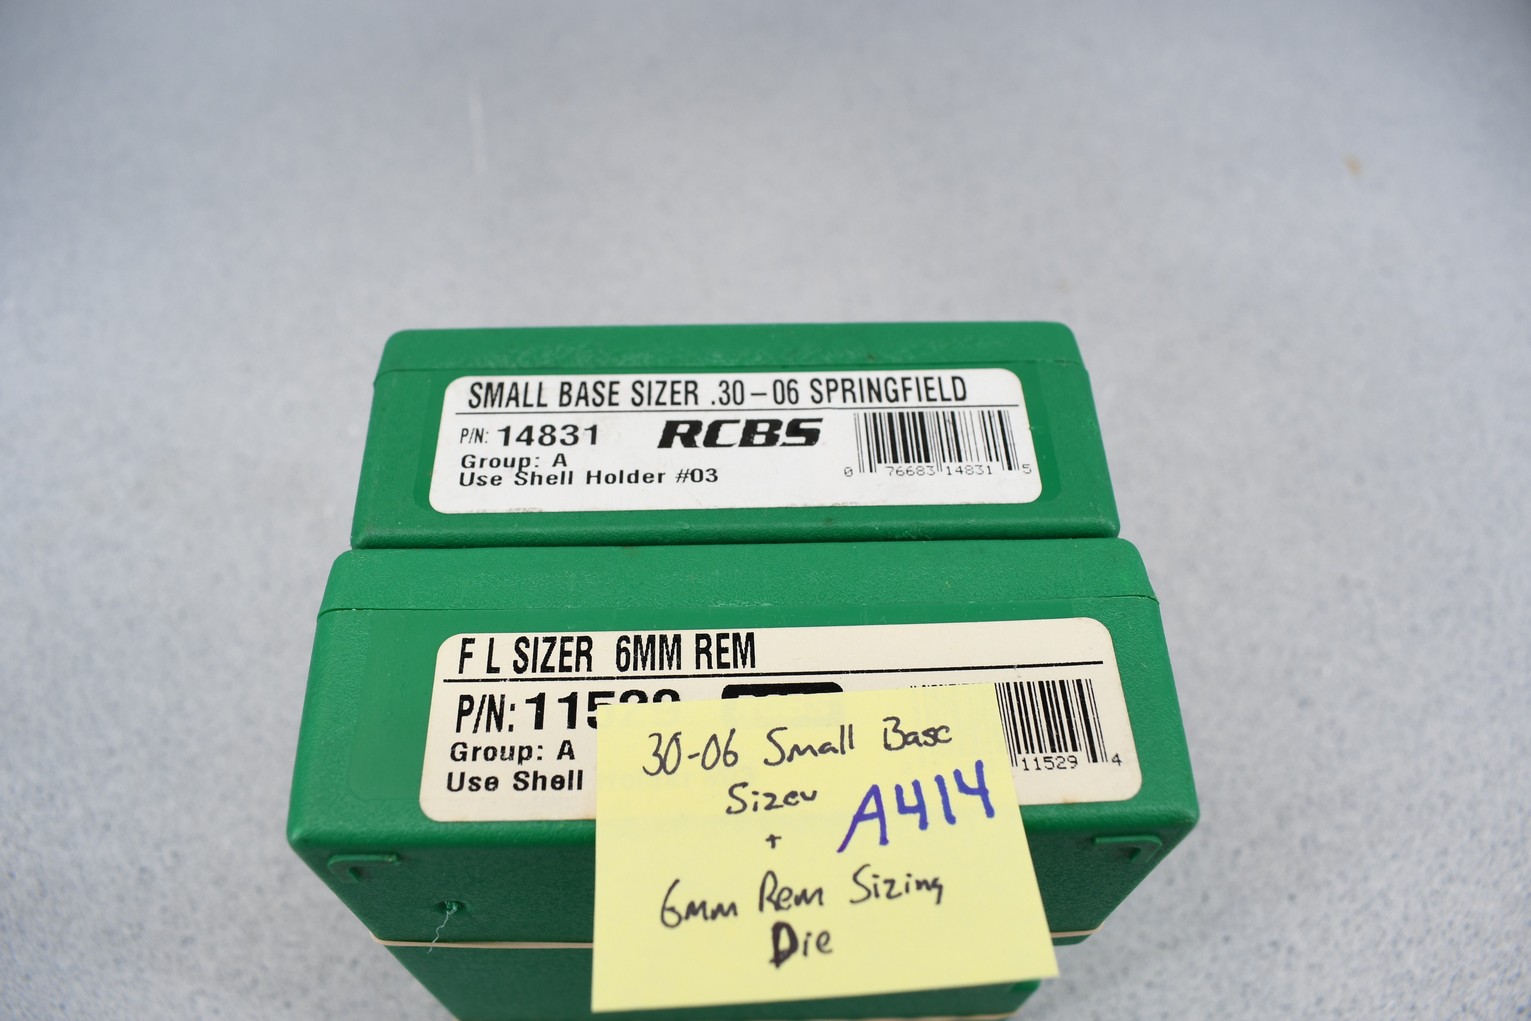 SMALL BASE SIZER .30-06 SPRINGFIELD
P/N: 14831
RCBS
Group: A
Use Shell Holder #03
0 76683 14831 5
F L SIZER 6MM REM
P/N: 11529
Group: A
Use Shell
11529 4
30-06 Small Base
Sizer
A414
+
6mm Rem Sizing
Die